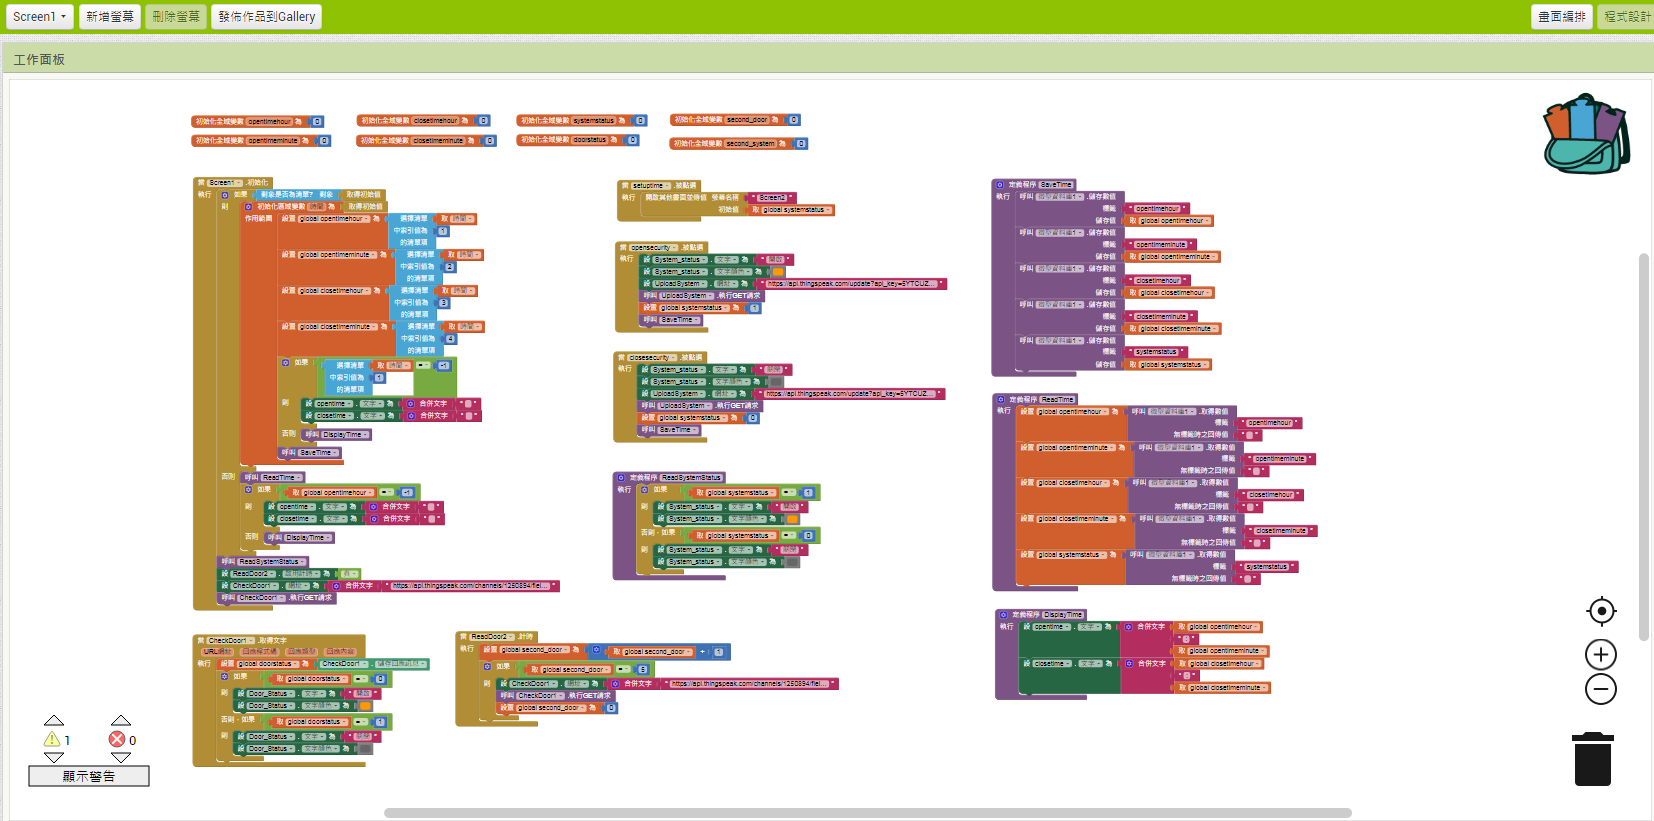 Screen1 新增螢幕 刪除螢幕 發佈作品到Gallery 畫面編排 程式設計
工作面板
初始化全域變數 opentimehour 為 0
初始化全域變數 closetimehour 為 0
初始化全域變數 systemstatus 為 0
初始化全域變數 second_door 為 0
初始化全域變數 opentimeminute 為 0
初始化全域變數 closetimeminute 為 0
初始化全域變數 doorstatus 為 0
初始化全域變數 second_system 為 0
當 Screen1 .初始化
執行 如果 對象是否為清單? 對象 取得初始值
則 初始化區域變數 時間 為 取得初始值
作用範圍 設置 global opentimehour 為 選擇清單 取 時間
中索引值為 1
的清單項
設置 global opentimeminute 為 選擇清單 取 時間
中索引值為 2
的清單項
設置 global closetimehour 為 選擇清單 取 時間
中索引值為 3
的清單項
設置 global closetimeminute 為 選擇清單 取 時間
中索引值為 4
的清單項
如果 選擇清單 取 時間 = -1
中索引值為 1
的清單項
則 設 opentime . 文字 為 合併文字 " "
設 closetime . 文字 為 合併文字 " "
否則 呼叫 DisplayTime
呼叫 SaveTime
否則 呼叫 ReadTime
如果 取 global opentimehour = -1
則 設 opentime . 文字 為 合併文字 " "
設 closetime . 文字 為 合併文字 " "
否則 呼叫 DisplayTime
呼叫 ReadSystemStatus
設 ReadDoor2 . 啟用計時 為 真
設 CheckDoor1 . 網址 為 合併文字 " https://api.thingspeak.com/channels/1250894/fiel... "
呼叫 CheckDoor1 .執行GET請求
當 CheckDoor1 .取得文字
URL網址 回應程式碼 回應類型 回應內容
執行 設置 global doorstatus 為 CheckDoor1 . 儲存回應訊息
如果 取 global doorstatus = 0
則 設 Door_Status . 文字 為 " 開啟 "
設 Door_Status . 文字顏色 為
否則，如果 取 global doorstatus = 1
則 設 Door_Status . 文字 為 " 關閉 "
設 Door_Status . 文字顏色 為
當 ReadDoor2 .計時
執行 設置 global second_door 為 取 global second_door + 1
如果 取 global second_door = 5
則 設 CheckDoor1 . 網址 為 合併文字 " https://api.thingspeak.com/channels/1250894/fiel... "
呼叫 CheckDoor1 .執行GET請求
設置 global second_door 為 0
當 setuptime .被點選
執行 開啟其他畫面並傳值 螢幕名稱 " Screen2 "
初始值 取 global systemstatus
當 opensecurity .被點選
執行 設 System_status . 文字 為 " 開啟 "
設 System_status . 文字顏色 為
設 UploadSystem . 網址 為 " https://api.thingspeak.com/update?api_key=5YTOUZ... "
呼叫 UploadSystem .執行GET請求
設置 global systemstatus 為 1
呼叫 SaveTime
當 closesecurity .被點選
執行 設 System_status . 文字 為 " 關閉 "
設 System_status . 文字顏色 為
設 UploadSystem . 網址 為 " https://api.thingspeak.com/update?api_key=5YTOUZ... "
呼叫 UploadSystem .執行GET請求
設置 global systemstatus 為 0
呼叫 SaveTime
定義程序 ReadSystemStatus
執行 如果 取 global systemstatus = 1
則 設 System_status . 文字 為 " 開啟 "
設 System_status . 文字顏色 為
否則，如果 取 global systemstatus = 0
則 設 System_status . 文字 為 " 關閉 "
設 System_status . 文字顏色 為
定義程序 SaveTime
執行 呼叫 微型資料庫1 .儲存數值
標籤 " opentimehour "
儲存值 取 global opentimehour
呼叫 微型資料庫1 .儲存數值
標籤 " opentimeminute "
儲存值 取 global opentimeminute
呼叫 微型資料庫1 .儲存數值
標籤 " closetimehour "
儲存值 取 global closetimehour
呼叫 微型資料庫1 .儲存數值
標籤 " closetimeminute "
儲存值 取 global closetimeminute
呼叫 微型資料庫1 .儲存數值
標籤 " systemstatus "
儲存值 取 global systemstatus
定義程序 ReadTime
執行 設置 global opentimehour 為 呼叫 微型資料庫1 .取得數值
標籤 " opentimehour "
無標籤時之回傳值 " "
設置 global opentimeminute 為 呼叫 微型資料庫1 .取得數值
標籤 " opentimeminute "
無標籤時之回傳值 " "
設置 global closetimehour 為 呼叫 微型資料庫1 .取得數值
標籤 " closetimehour "
無標籤時之回傳值 " "
設置 global closetimeminute 為 呼叫 微型資料庫1 .取得數值
標籤 " closetimeminute "
無標籤時之回傳值 " "
設置 global systemstatus 為 呼叫 微型資料庫1 .取得數值
標籤 " systemstatus "
無標籤時之回傳值 " "
定義程序 DisplayTime
執行 設 opentime . 文字 為 合併文字 取 global opentimehour
" : "
取 global opentimeminute
設 closetime . 文字 為 合併文字 取 global closetimehour
" : "
取 global closetimeminute
1 0
顯示警告